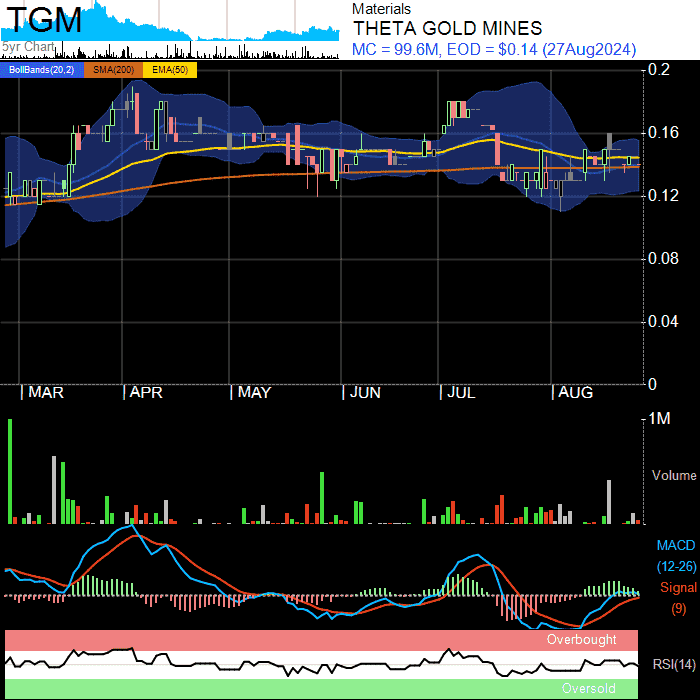 TGM
5yr Chart
Materials
THETA GOLD MINES
MC = 99.6M, EOD = $0.14 (27Aug2024)
BollBands(20,2) SMA(200) EMA(50)
0.2
0.16
0.12
0.08
0.04
0
MAR APR MAY JUN JUL AUG
1M
Volume
MACD
(12-26)
Signal
(9)
Overbought
RSI(14)
Oversold